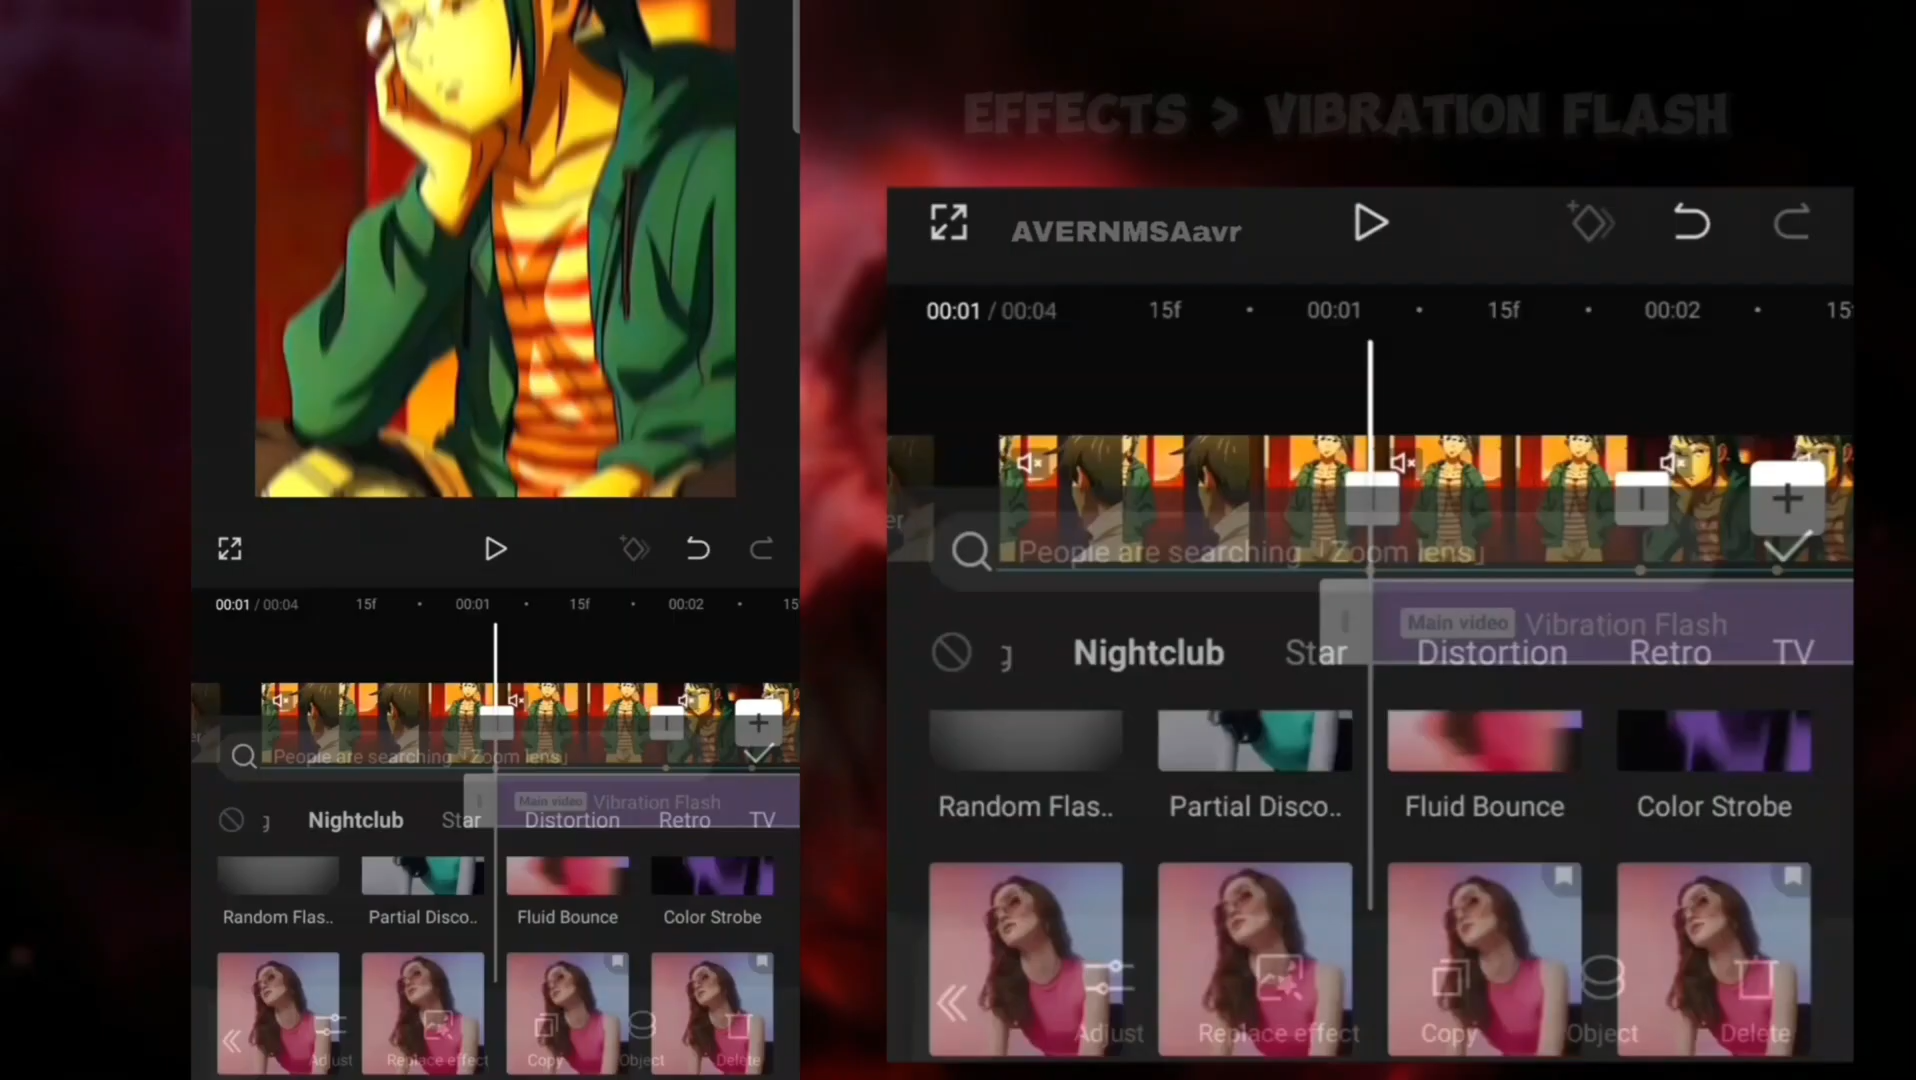 EFFECTS > VIBRATION FLASH
AVERNMSAavr
00:01 / 00:04 15f 00:01 15f 00:02 15
er
People are searching「Zoom lens」
Main video Vibration Flash
g Nightclub Star Distortion Retro TV
Random Flas.. Partial Disco.. Fluid Bounce Color Strobe
Adjust Replace effect Copy Object Delete
00:01 / 00:04 15f 00:01 15f 00:02 15
er
People are searching「Zoom lens」
Main video Vibration Flash
g Nightclub Star Distortion Retro TV
Random Flas.. Partial Disco.. Fluid Bounce Color Strobe
Adjust Replace effect Copy Object Delete